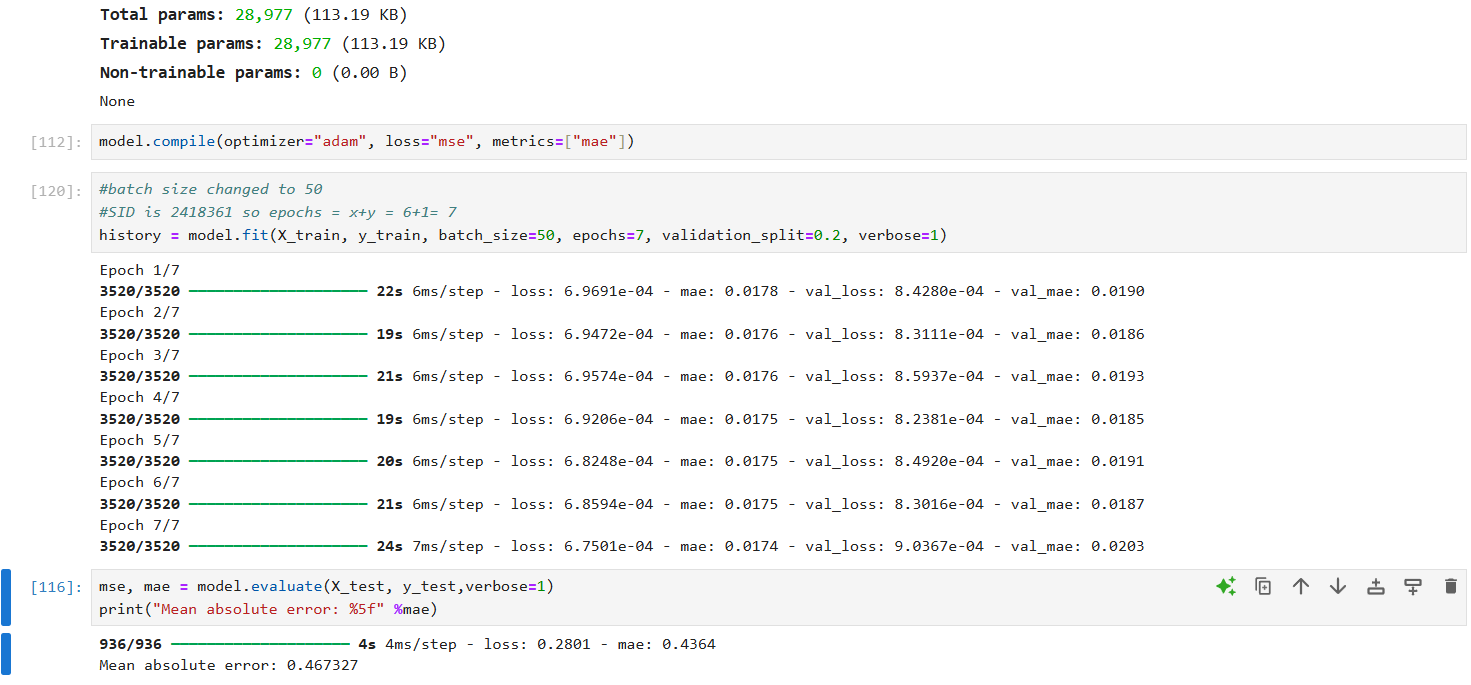 Total params: 28,977 (113.19 KB)
Trainable params: 28,977 (113.19 KB)
Non-trainable params: 0 (0.00 B)
None
[112]: model.compile(optimizer="adam", loss="mse", metrics=["mae"])
[120]: #batch size changed to 50
#SID is 2418361 so epochs = x+y = 6+1= 7
history = model.fit(X_train, y_train, batch_size=50, epochs=7, validation_split=0.2, verbose=1)
Epoch 1/7
3520/3520 ━━━━━━━━━━━━━━━━━━━━ 22s 6ms/step - loss: 6.9691e-04 - mae: 0.0178 - val_loss: 8.4280e-04 - val_mae: 0.0190
Epoch 2/7
3520/3520 ━━━━━━━━━━━━━━━━━━━━ 19s 6ms/step - loss: 6.9472e-04 - mae: 0.0176 - val_loss: 8.3111e-04 - val_mae: 0.0186
Epoch 3/7
3520/3520 ━━━━━━━━━━━━━━━━━━━━ 21s 6ms/step - loss: 6.9574e-04 - mae: 0.0176 - val_loss: 8.5937e-04 - val_mae: 0.0193
Epoch 4/7
3520/3520 ━━━━━━━━━━━━━━━━━━━━ 19s 6ms/step - loss: 6.9206e-04 - mae: 0.0175 - val_loss: 8.2381e-04 - val_mae: 0.0185
Epoch 5/7
3520/3520 ━━━━━━━━━━━━━━━━━━━━ 20s 6ms/step - loss: 6.8248e-04 - mae: 0.0175 - val_loss: 8.4920e-04 - val_mae: 0.0191
Epoch 6/7
3520/3520 ━━━━━━━━━━━━━━━━━━━━ 21s 6ms/step - loss: 6.8594e-04 - mae: 0.0175 - val_loss: 8.3016e-04 - val_mae: 0.0187
Epoch 7/7
3520/3520 ━━━━━━━━━━━━━━━━━━━━ 24s 7ms/step - loss: 6.7501e-04 - mae: 0.0174 - val_loss: 9.0367e-04 - val_mae: 0.0203
[116]: mse, mae = model.evaluate(X_test, y_test,verbose=1)
print("Mean absolute error: %5f" %mae)
936/936 ━━━━━━━━━━━━━━━━━━━━ 4s 4ms/step - loss: 0.2801 - mae: 0.4364
Mean absolute error: 0.467327